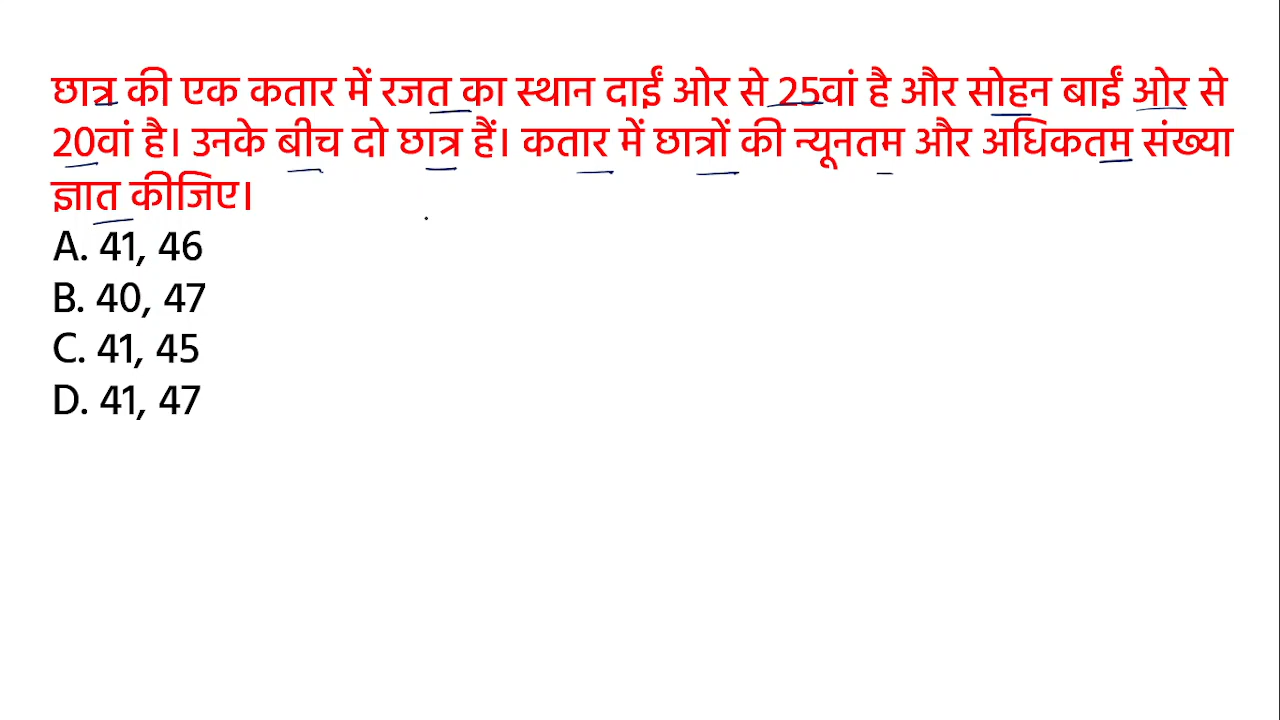 छात्र की एक कतार में रजत का स्थान दाईं ओर से 25वां है और सोहन बाईं ओर से
20वां है। उनके बीच दो छात्र हैं। कतार में छात्रों की न्यूनतम और अधिकतम संख्या
ज्ञात कीजिए।
A. 41, 46
B. 40, 47
C. 41, 45
D. 41, 47